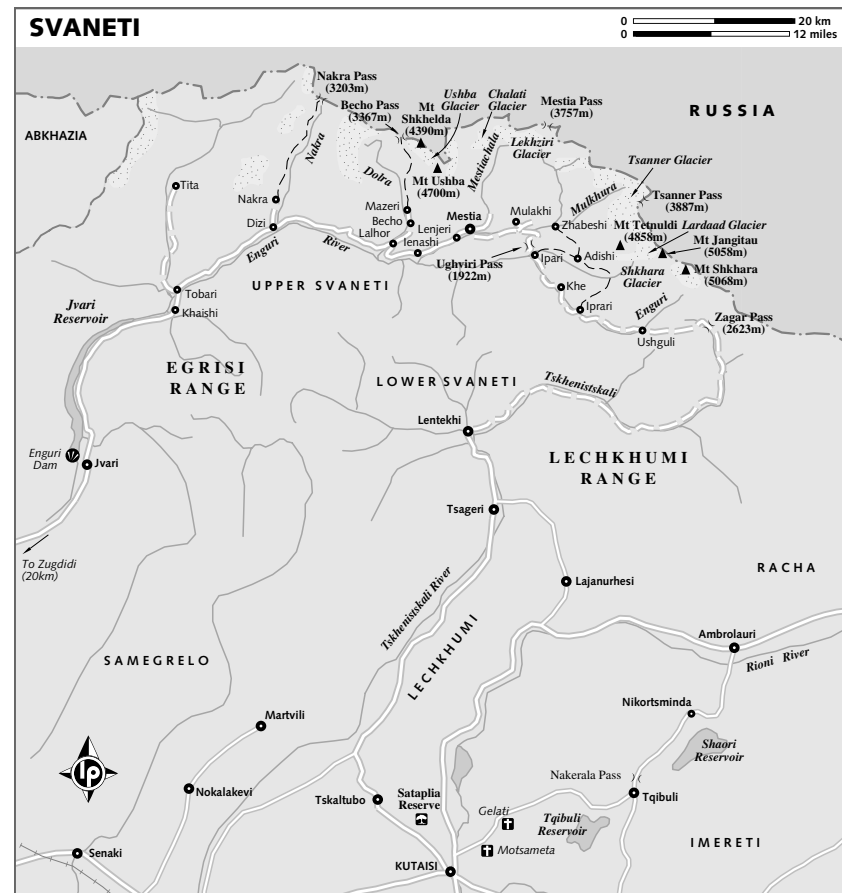 SVANETI
0 20 km
0 12 miles
Nakra Pass
(3203m)
Becho Pass
(3367m)
Mt
Shkhelda
(4390m)
Ushba
Glacier
Chalati
Glacier
Mestia Pass
(3757m)
RUSSIA
ABKHAZIA
Nakra
Lekhziri
Glacier
Tsanner Glacier
Tita
Dolra
Mt Ushba
(4700m)
Mestiachala
Mulkhura
Tsanner Pass
(3887m)
Nakra
Mazeri
Becho
Mestia
Mulakhi
Zhabeshi
Mt Tetnuldi
(4858m)
Lardaad Glacier
Dizi
Lenjeri
Lalhor
Ienashi
Mt Jangitau
(5058m)
Enguri
River
Ughviri Pass
(1922m)
Ipari
Adishi
Shkhara
Glacier
Mt Shkhara
(5068m)
UPPER SVANETI
Khe
Jvari
Reservoir
Tobari
Khaishi
Iprari
Enguri
Zagar Pass
(2623m)
Ushguli
EGRISI
RANGE
LOWER SVANETI
Tskhenistskali
Lentekhi
Enguri
Dam
Jvari
LECHKHUMI
RANGE
Tsageri
To Zugdidi
(20km)
Lajanurhesi
RACHA
Tskhenistskali River
LECHKHUMI
Ambrolauri
Rioni River
SAMEGRELO
Nikortsminda
Martvili
Shaori
Reservoir
lp
Nakerala Pass
Nokalakevi
Tskaltubo
Sataplia
Reserve
Gelati
Tqibuli
Reservoir
Tqibuli
Motsameta
IMERETI
Senaki
KUTAISI